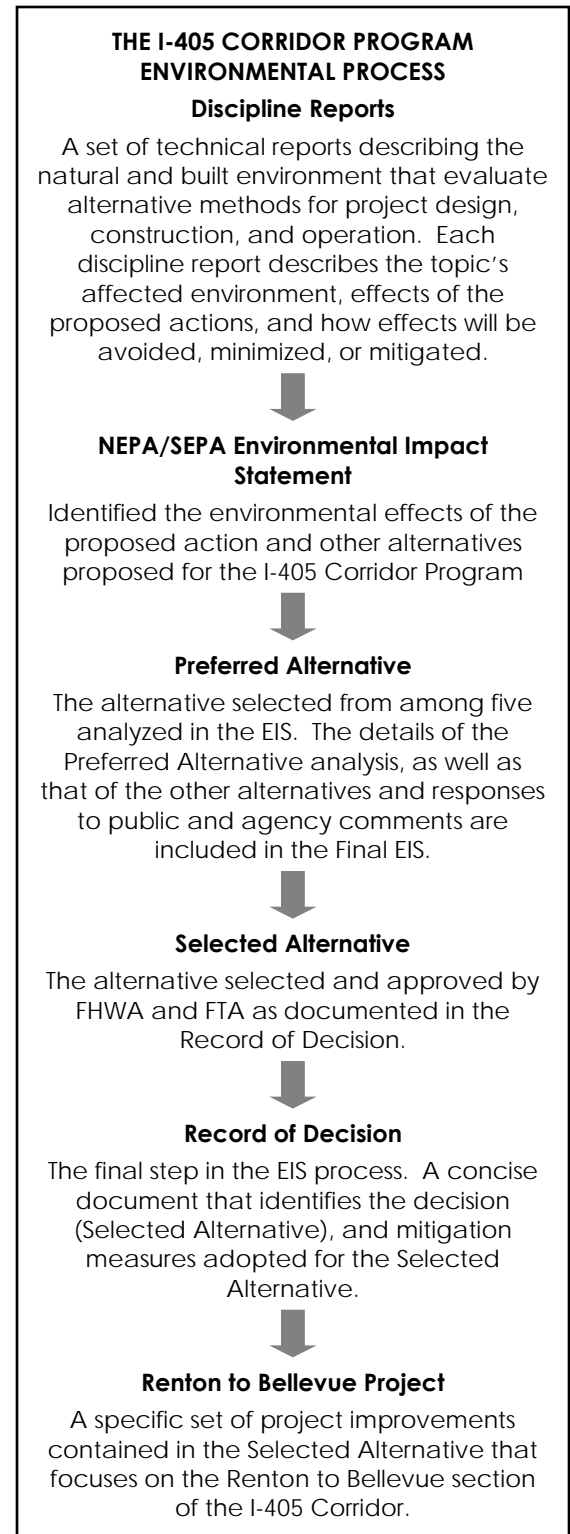 THE I-405 CORRIDOR PROGRAM
ENVIRONMENTAL PROCESS
Discipline Reports
A set of technical reports describing the
natural and built environment that evaluate
alternative methods for project design,
construction, and operation.  Each
discipline report describes the topic’s
affected environment, effects of the
proposed actions, and how effects will be
avoided, minimized, or mitigated.
NEPA/SEPA Environmental Impact
Statement
Identified the environmental effects of the
proposed action and other alternatives
proposed for the I-405 Corridor Program
Preferred Alternative
The alternative selected from among five
analyzed in the EIS.  The details of the
Preferred Alternative analysis, as well as
that of the other alternatives and responses
to public and agency comments are
included in the Final EIS.
Selected Alternative
The alternative selected and approved by
FHWA and FTA as documented in the
Record of Decision.
Record of Decision
The final step in the EIS process.  A concise
document that identifies the decision
(Selected Alternative), and mitigation
measures adopted for the Selected
Alternative.
Renton to Bellevue Project
A specific set of project improvements
contained in the Selected Alternative that
focuses on the Renton to Bellevue section
of the I-405 Corridor.